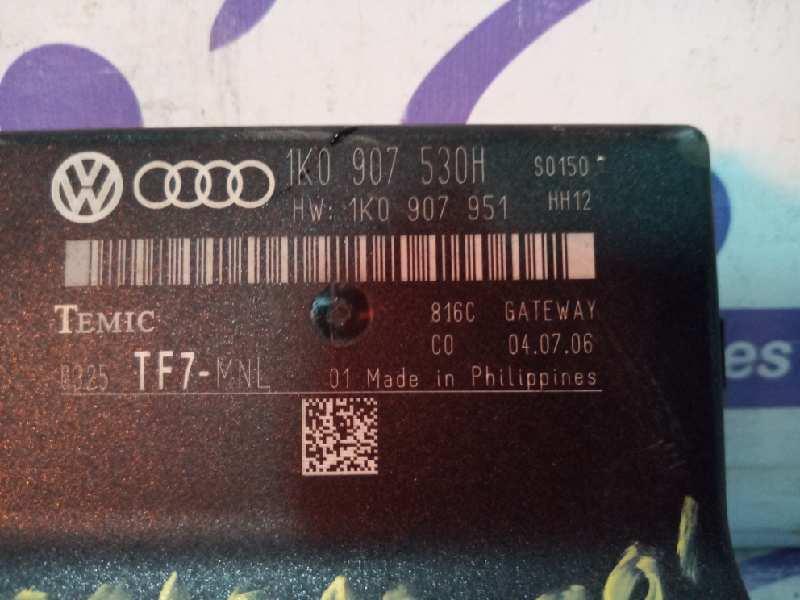 1K0 907 530H S0150
HW: 1K0 907 951 HH12
TEMIC 816C GATEWAY
C0 04.07.06
TF7-MNL 01 Made in Philippines
es